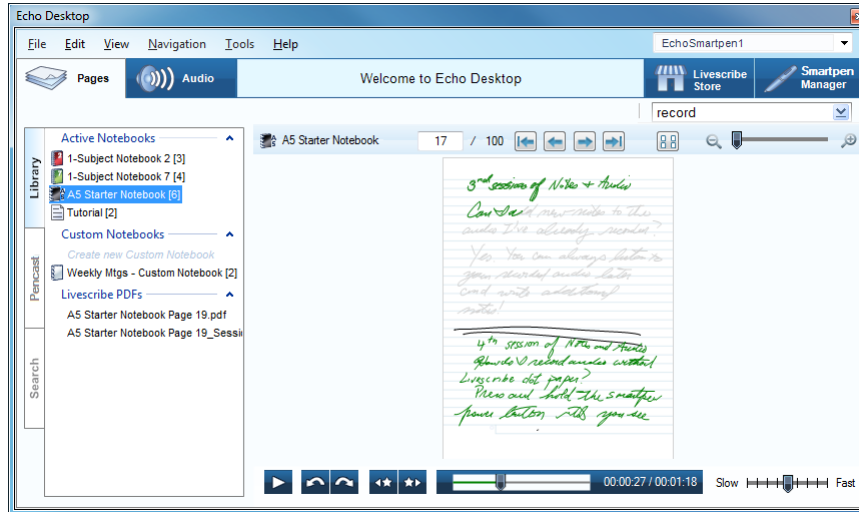 Echo Desktop
File Edit View Navigation Tools Help
EchoSmartpen1
Pages
Audio
Welcome to Echo Desktop
Livescribe Store
Smartpen Manager
record
Library
Pencast
Search
Active Notebooks
1-Subject Notebook 2 [3]
1-Subject Notebook 7 [4]
A5 Starter Notebook [6]
Tutorial [2]
Custom Notebooks
Create new Custom Notebook
Weekly Mtgs - Custom Notebook [2]
Livescribe PDFs
A5 Starter Notebook Page 19.pdf
A5 Starter Notebook Page 19_Sessi
A5 Starter Notebook 17 / 100
3rd session of Notes + Audio
Can I add new notes to the
audio I've already recorded?
Yes. You can always listen to
your recorded audio later
and write additional
notes!
4th session of Notes and Audio
How do I record audio without
Livescribe dot paper?
Press and hold the smartpen
power button until you see
00:00:27 / 00:01:18
Slow
Fast